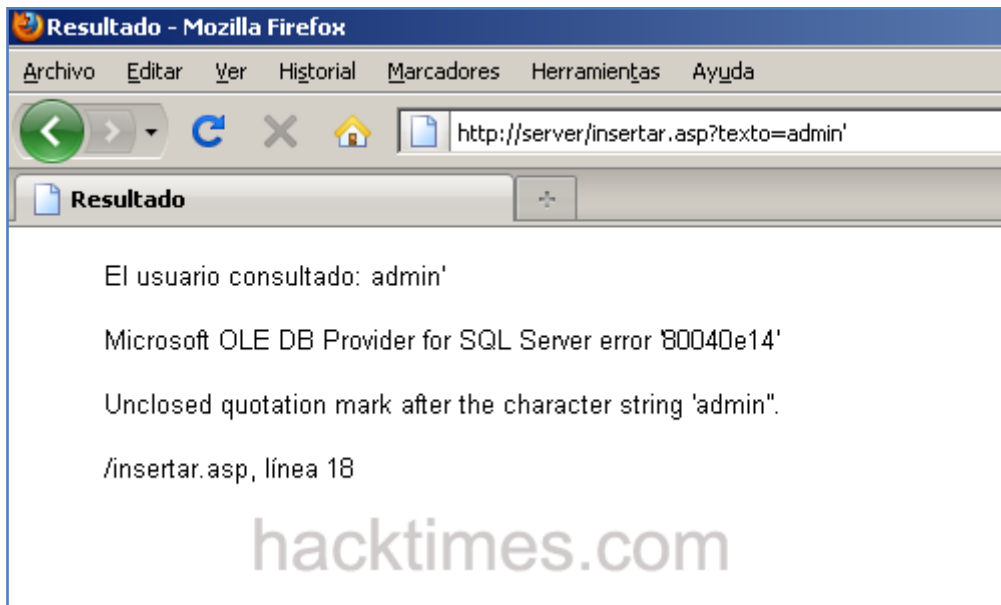 Resultado - Mozilla Firefox
Archivo Editar Ver Historial Marcadores Herramientas Ayuda
http://server/insertar.asp?texto=admin'
Resultado
El usuario consultado: admin'
Microsoft OLE DB Provider for SQL Server error '80040e14'
Unclosed quotation mark after the character string 'admin''.
/insertar.asp, línea 18
hacktimes.com